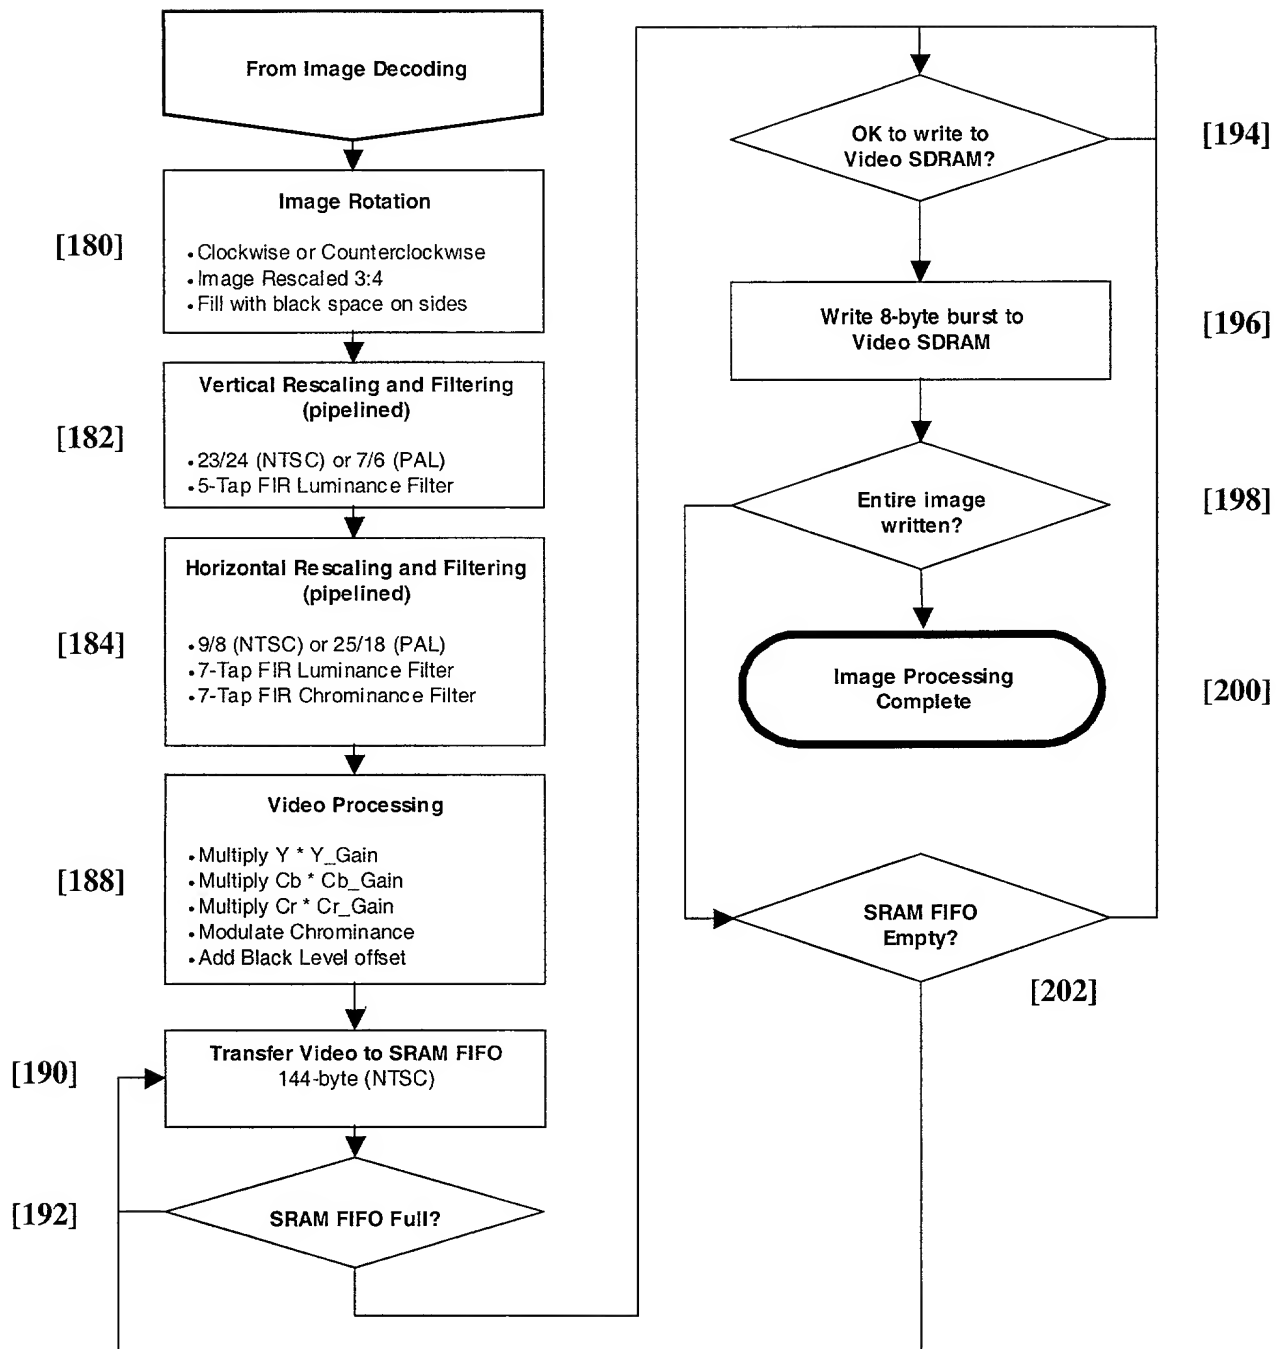 From Image Decoding
[180]
Image Rotation
•Clockwise or Counterclockwise
•Image Rescaled 3:4
•Fill with black space on sides
[182]
Vertical Rescaling and Filtering
(pipelined)
•23/24 (NTSC) or 7/6 (PAL)
•5-Tap FIR Luminance Filter
[184]
Horizontal Rescaling and Filtering
(pipelined)
•9/8 (NTSC) or 25/18 (PAL)
•7-Tap FIR Luminance Filter
•7-Tap FIR Chrominance Filter
[188]
Video Processing
•Multiply Y * Y_Gain
•Multiply Cb * Cb_Gain
•Multiply Cr * Cr_Gain
•Modulate Chrominance
•Add Black Level offset
[190]
Transfer Video to SRAM FIFO
144-byte (NTSC)
[192]
SRAM FIFO Full?
OK to write to
Video SDRAM?
[194]
Write 8-byte burst to
Video SDRAM
[196]
Entire image
written?
[198]
Image Processing
Complete
[200]
SRAM FIFO
Empty?
[202]